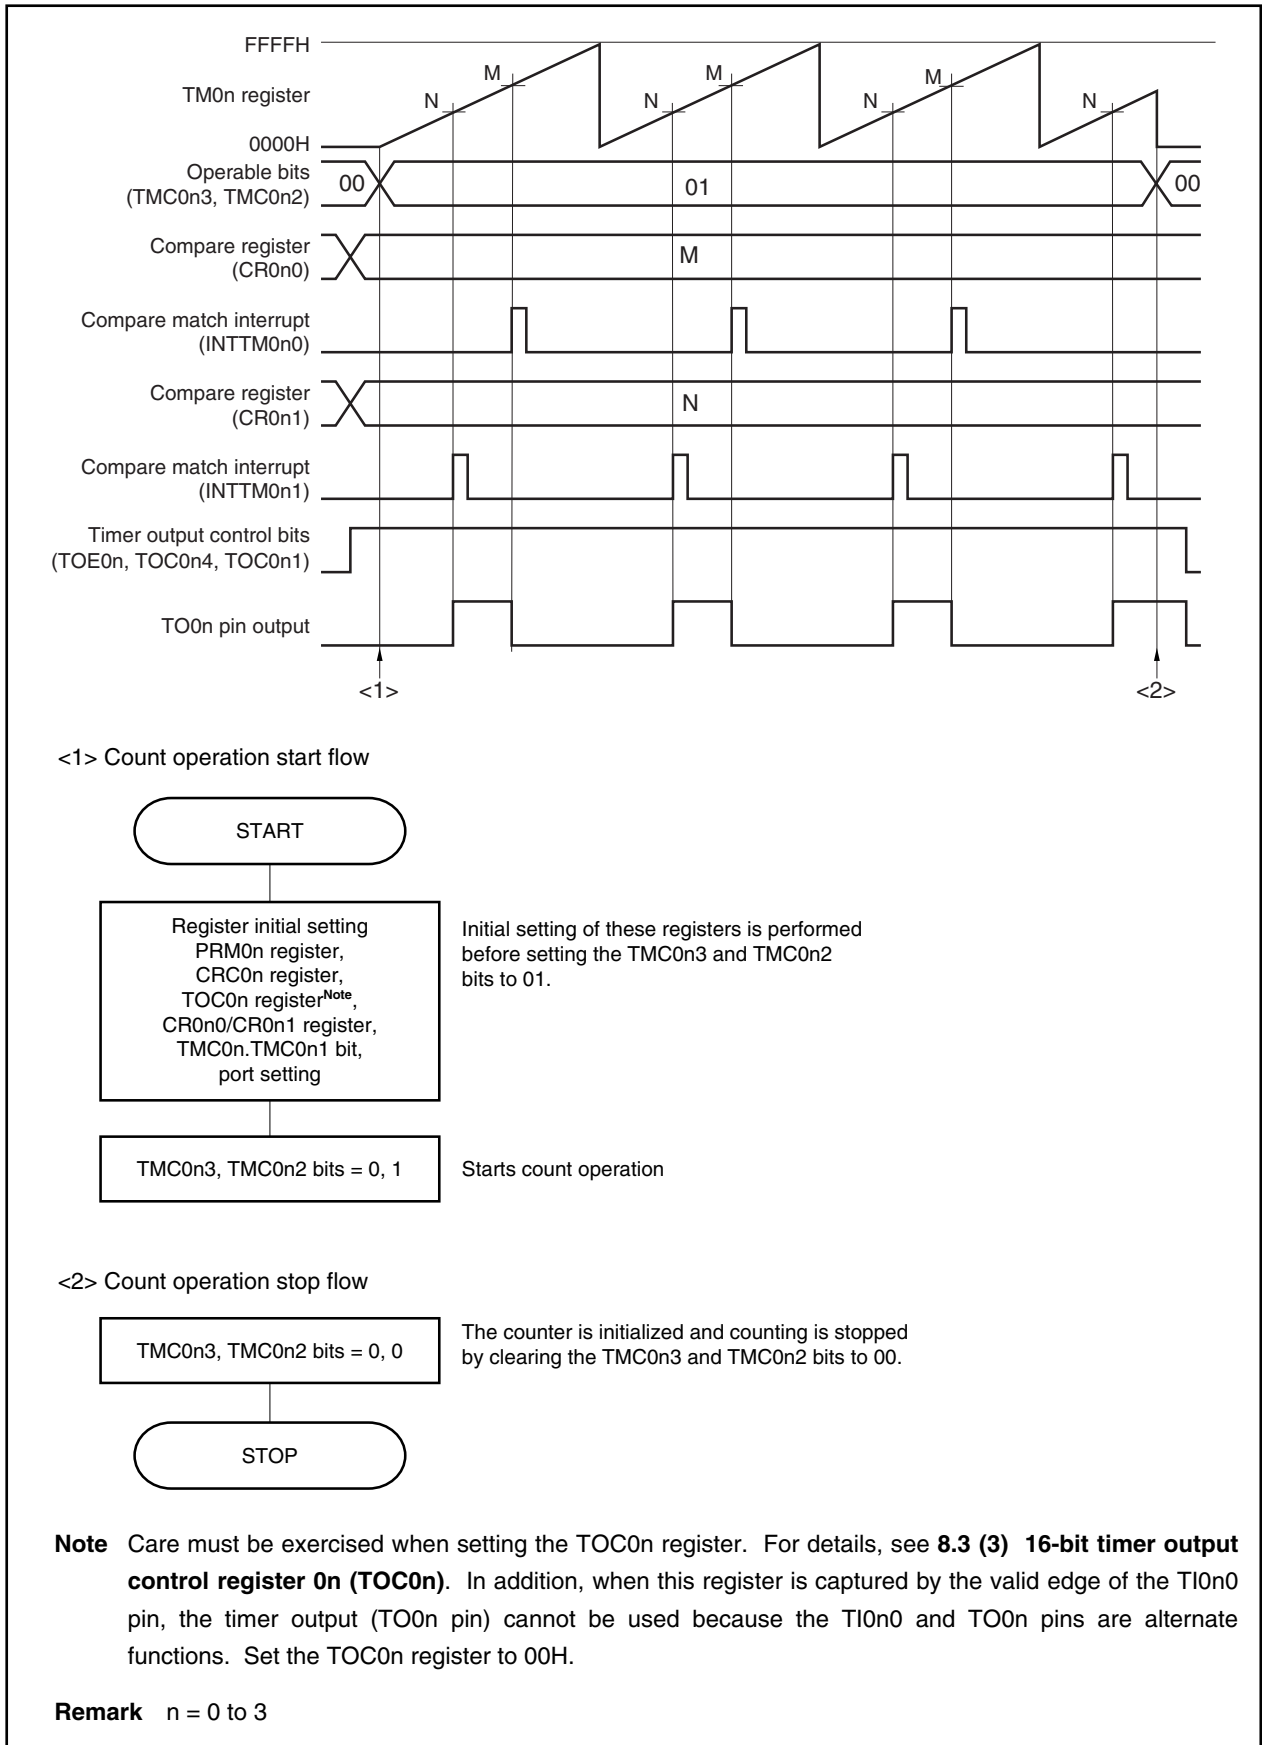 FFFFH
M M M
TM0n register
N N N N
0000H
Operable bits
(TMC0n3, TMC0n2)
00 01 00
Compare register
(CR0n0)
M
Compare match interrupt
(INTTM0n0)
Compare register
(CR0n1)
N
Compare match interrupt
(INTTM0n1)
Timer output control bits
(TOE0n, TOC0n4, TOC0n1)
TO0n pin output
<1> <2>
<1> Count operation start flow
START
Register initial setting
PRM0n register,
CRC0n register,
TOC0n registerNote,
CR0n0/CR0n1 register,
TMC0n.TMC0n1 bit,
port setting
Initial setting of these registers is performed
before setting the TMC0n3 and TMC0n2
bits to 01.
TMC0n3, TMC0n2 bits = 0, 1
Starts count operation
<2> Count operation stop flow
TMC0n3, TMC0n2 bits = 0, 0
The counter is initialized and counting is stopped
by clearing the TMC0n3 and TMC0n2 bits to 00.
STOP
Note Care must be exercised when setting the TOC0n register. For details, see 8.3 (3) 16-bit timer output
control register 0n (TOC0n). In addition, when this register is captured by the valid edge of the TI0n0
pin, the timer output (TO0n pin) cannot be used because the TI0n0 and TO0n pins are alternate
functions. Set the TOC0n register to 00H.
Remark n = 0 to 3